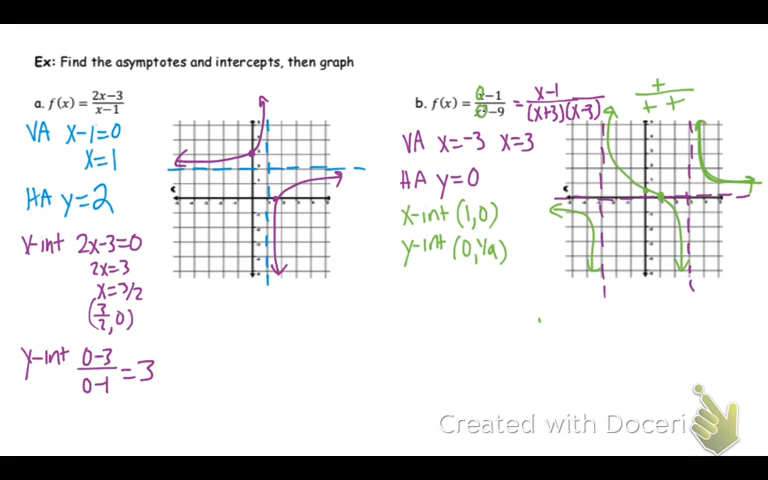 Ex: Find the asymptotes and intercepts, then graph
a. f(x) = 2x-3 / x-1
VA x-1=0
x=1
HA y=2
x-int 2x-3=0
2x=3
x=3/2
(3/2, 0)
y-int 0-3 / 0-1 = 3
b. f(x) = x-1 / x²-9 = x-1 / (x+3)(x-3)
+ / + +
VA x=-3 x=3
HA y=0
x-int (1,0)
y-int (0, 1/9)
Created with Doceri